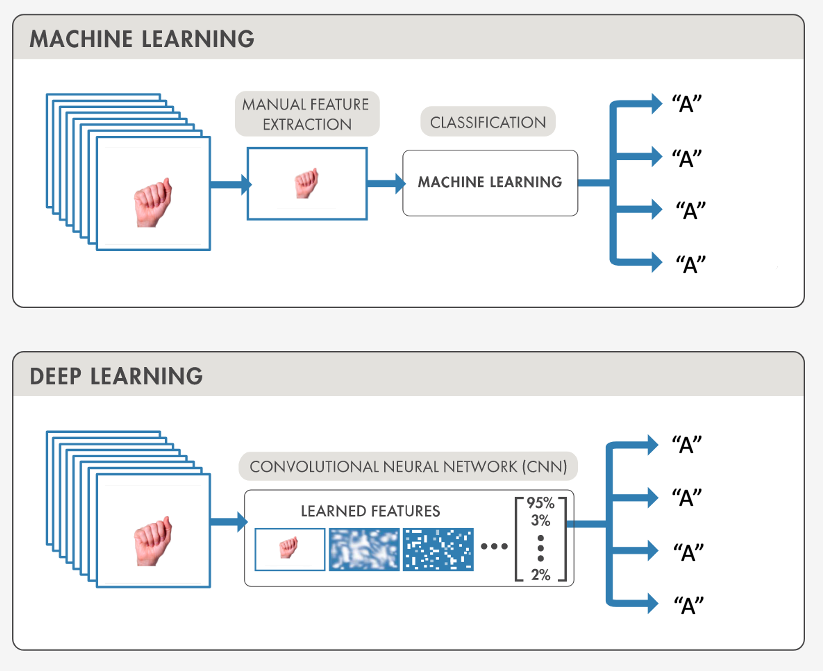 MACHINE LEARNING
MANUAL FEATURE
EXTRACTION
CLASSIFICATION
MACHINE LEARNING
“A”
“A”
“A”
“A”
DEEP LEARNING
CONVOLUTIONAL NEURAL NETWORK (CNN)
LEARNED FEATURES
95%
3%
2%
“A”
“A”
“A”
“A”